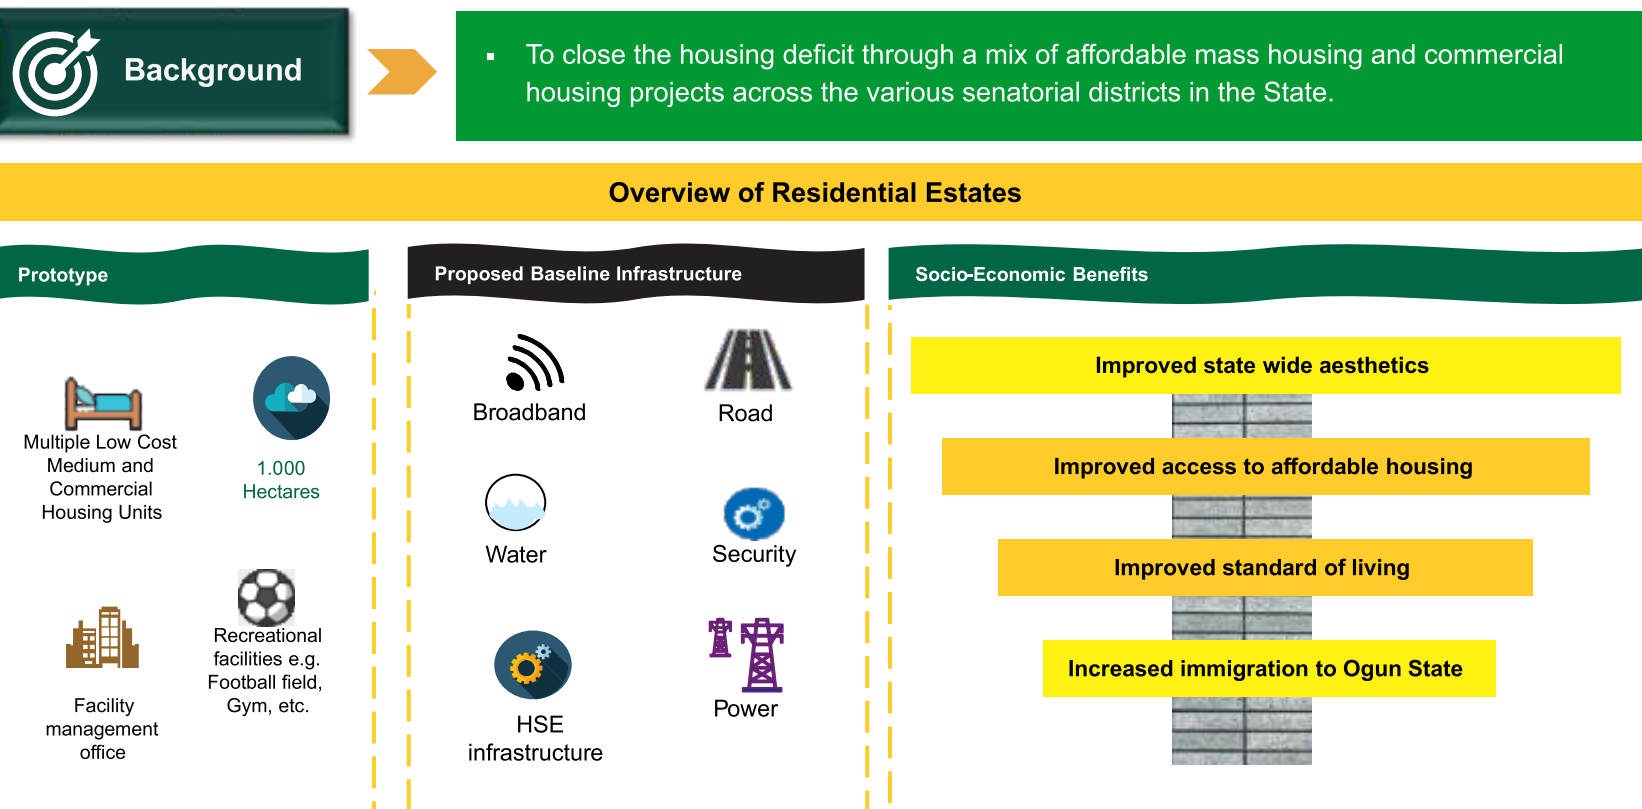 Background
▪ To close the housing deficit through a mix of affordable mass housing and commercial
housing projects across the various senatorial districts in the State.
Overview of Residential Estates
Prototype
Multiple Low Cost
Medium and
Commercial
Housing Units
1.000
Hectares
Facility
management
office
Recreational
facilities e.g.
Football field,
Gym, etc.
Proposed Baseline Infrastructure
Broadband
Road
Water
Security
HSE
infrastructure
Power
Socio-Economic Benefits
Improved state wide aesthetics
Improved access to affordable housing
Improved standard of living
Increased immigration to Ogun State